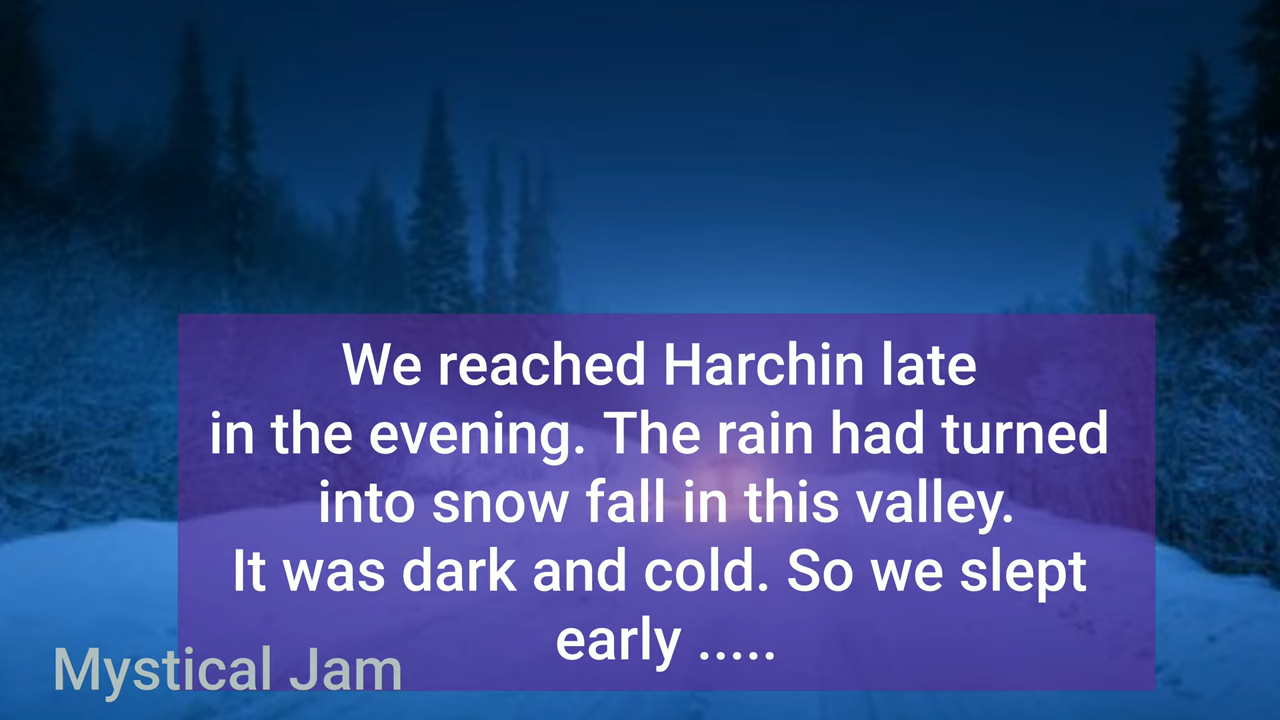 We reached Harchin late
in the evening. The rain had turned
into snow fall in this valley.
It was dark and cold. So we slept
early .....
Mystical Jam